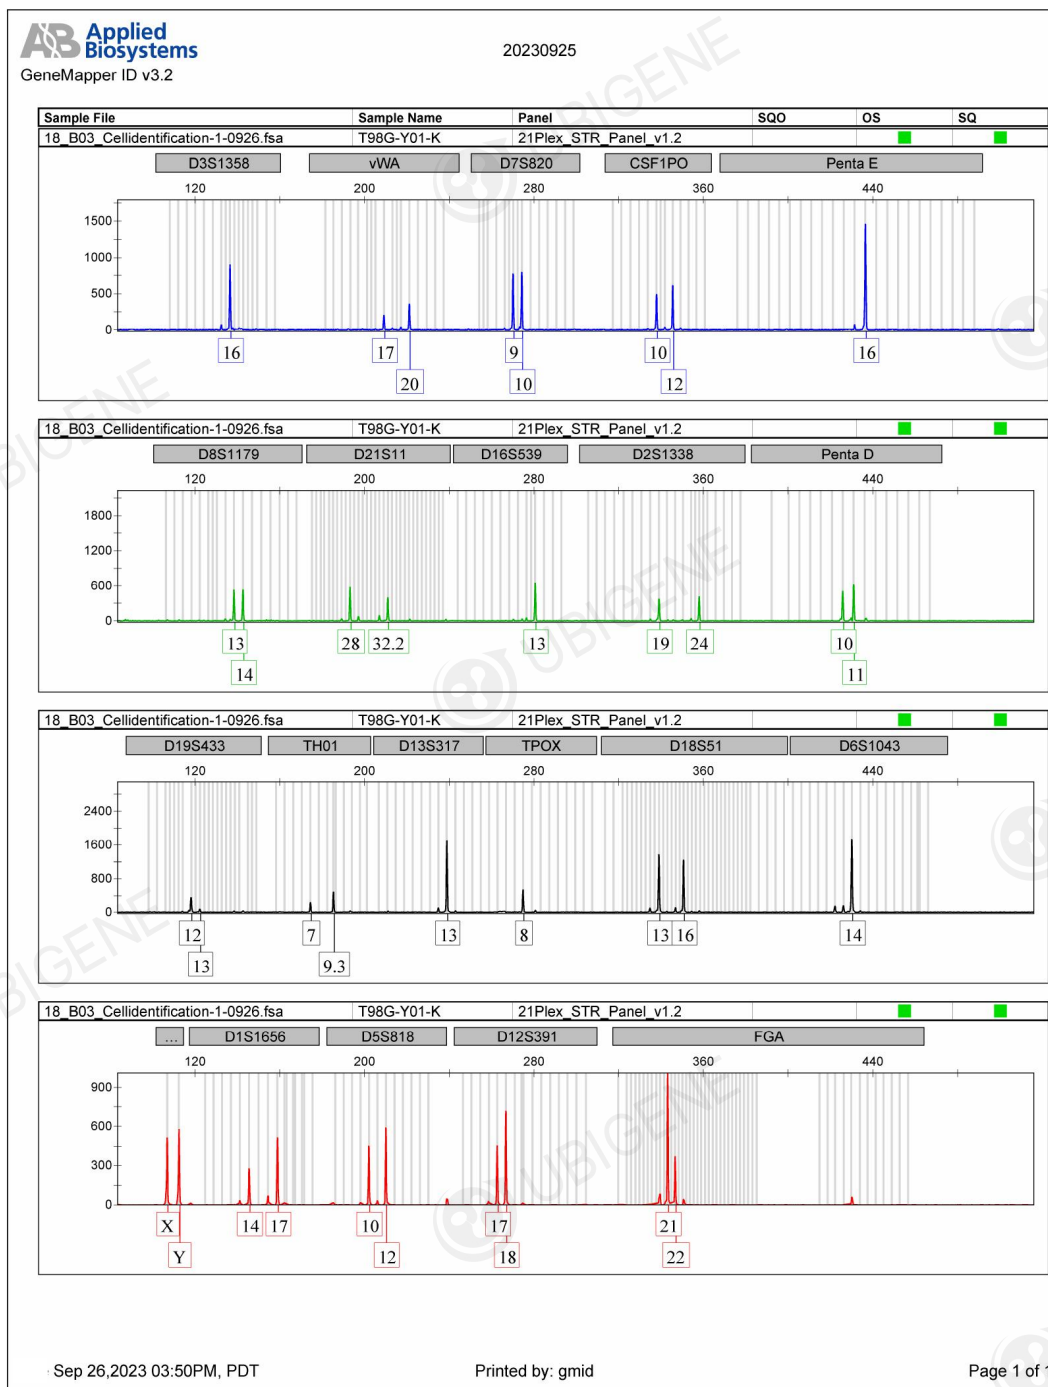 AB Applied
Biosystems
20230925
GeneMapper ID v3.2
Sample File Sample Name Panel SQO OS SQ
18_B03_Cellidentification-1-0926.fsa T98G-Y01-K 21Plex_STR_Panel_v1.2
D3S1358 vWA D7S820 CSF1PO Penta E
120 200 280 360 440
1500
1000
500
0
16 17 9 10 16
20 10 12
18_B03_Cellidentification-1-0926.fsa T98G-Y01-K 21Plex_STR_Panel_v1.2
D8S1179 D21S11 D16S539 D2S1338 Penta D
120 200 280 360 440
1800
1200
600
0
13 28 32.2 13 19 24 10
14 11
18_B03_Cellidentification-1-0926.fsa T98G-Y01-K 21Plex_STR_Panel_v1.2
D19S433 TH01 D13S317 TPOX D18S51 D6S1043
120 200 280 360 440
2400
1600
800
0
12 7 13 8 13 16 14
13 9.3
18_B03_Cellidentification-1-0926.fsa T98G-Y01-K 21Plex_STR_Panel_v1.2
... D1S1656 D5S818 D12S391 FGA
120 200 280 360 440
900
600
300
0
X 14 17 10 17 21
Y 12 18 22
Sep 26,2023 03:50PM, PDT Printed by: gmid Page 1 of 1
UBIGENE
UBIGENE
UBIGENE
UBIGENE
UBIGENE